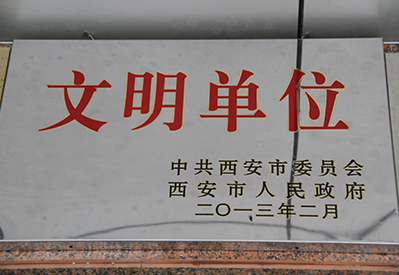 文明单位
中共西安市委员会
西安市人民政府
二〇一三年二月